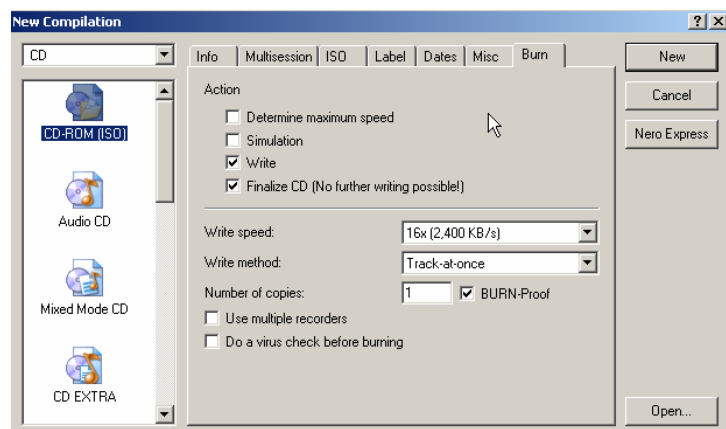 New Compilation
CD
CD-ROM (ISO)
Audio CD
Mixed Mode CD
CD EXTRA
Info Multisession ISO Label Dates Misc Burn
Action
Determine maximum speed
Simulation
Write
Finalize CD (No further writing possible!)
Write speed: 16x (2,400 KB/s)
Write method: Track-at-once
Number of copies: 1 BURN-Proof
Use multiple recorders
Do a virus check before burning
New
Cancel
Nero Express
Open...